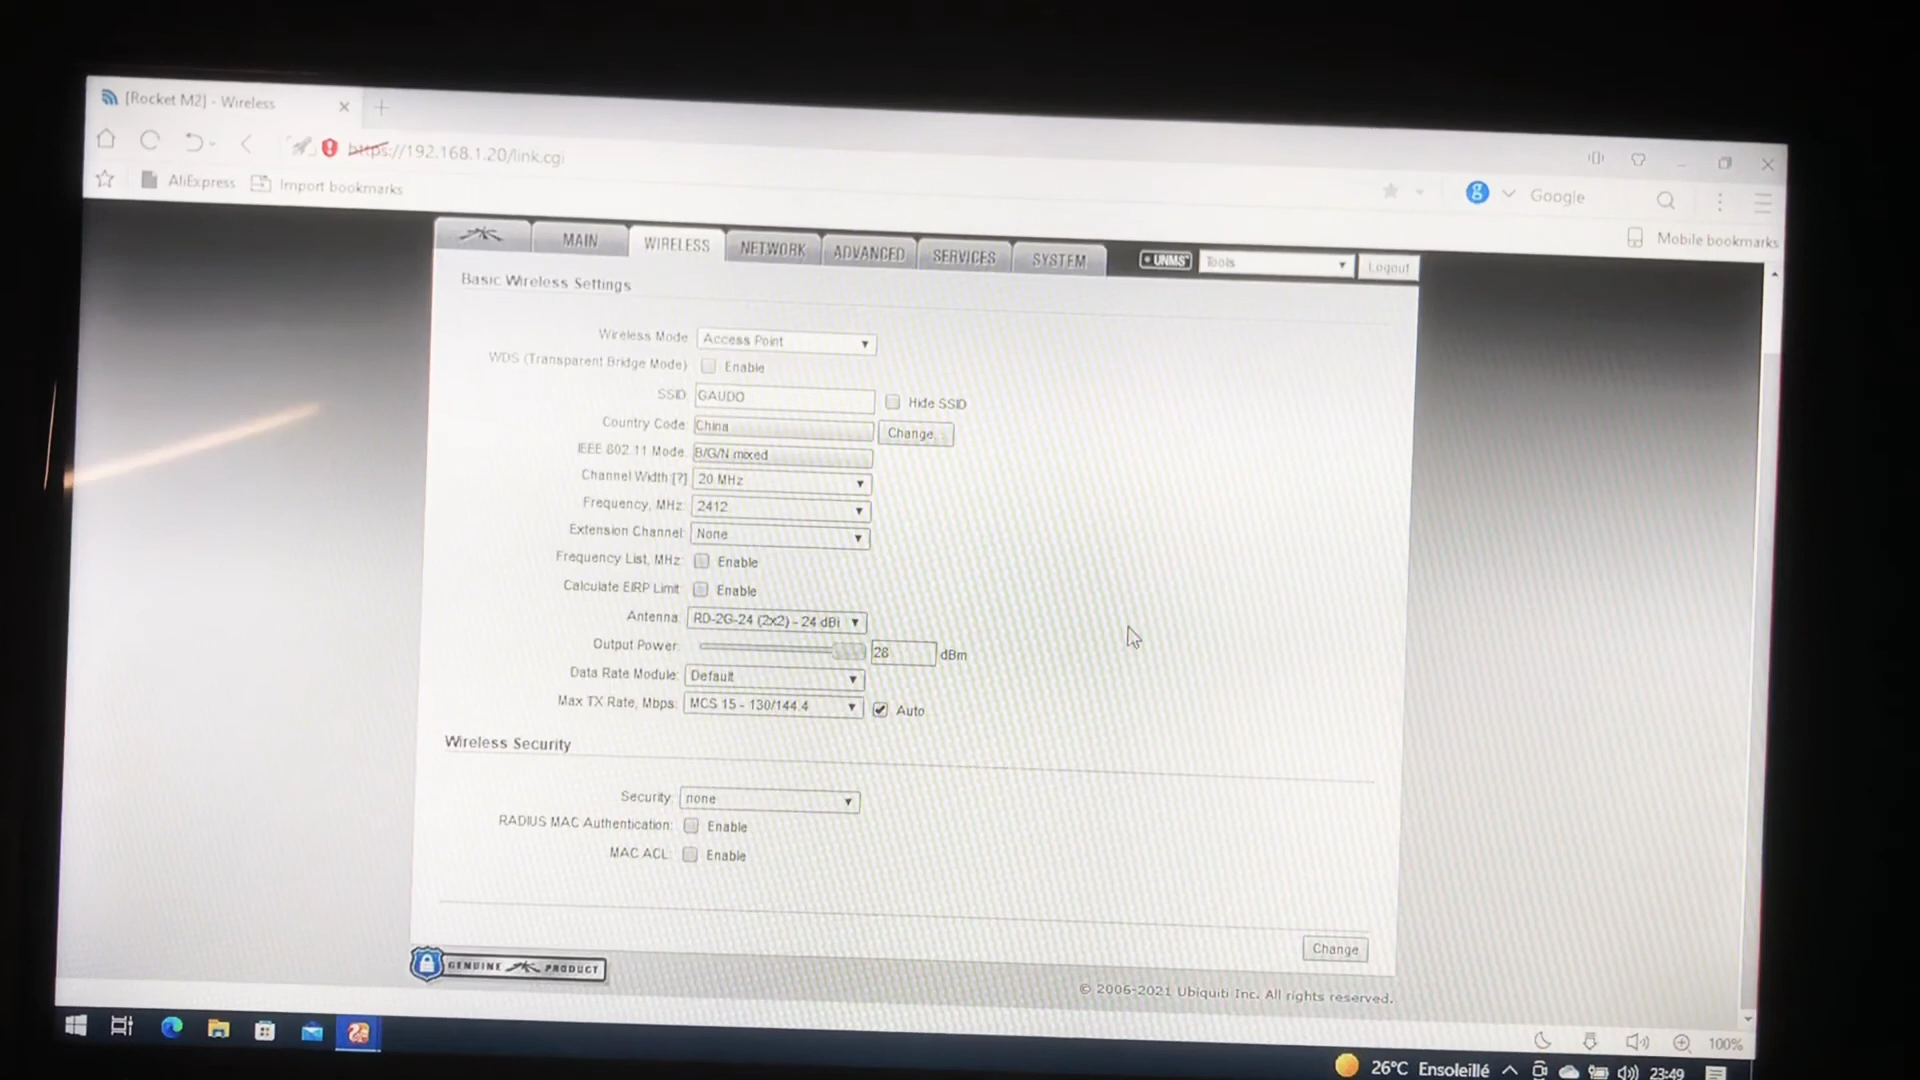 [Rocket M2] - Wireless
https://192.168.1.20/link.cgi
AliExpress Import bookmarks
Google
Mobile bookmarks
MAIN WIRELESS NETWORK ADVANCED SERVICES SYSTEM UNMS Tools Logout
Basic Wireless Settings
Wireless Mode Access Point
WDS (Transparent Bridge Mode) Enable
SSID GAUDO Hide SSID
Country Code: China Change...
IEEE 802.11 Mode: B/G/N mixed
Channel Width:[?] 20 MHz
Frequency, MHz: 2412
Extension Channel: None
Frequency List, MHz: Enable
Calculate EIRP Limit: Enable
Antenna: RD-2G-24 (2x2) - 24 dBi
Output Power: 28 dBm
Data Rate Module: Default
Max TX Rate, Mbps: MCS 15 - 130/144.4 Auto
Wireless Security
Security: none
RADIUS MAC Authentication: Enable
MAC ACL: Enable
Change
GENUINE PRODUCT
© 2006-2021 Ubiquiti Inc. All rights reserved.
100%
26°C Ensoleillé 23:49